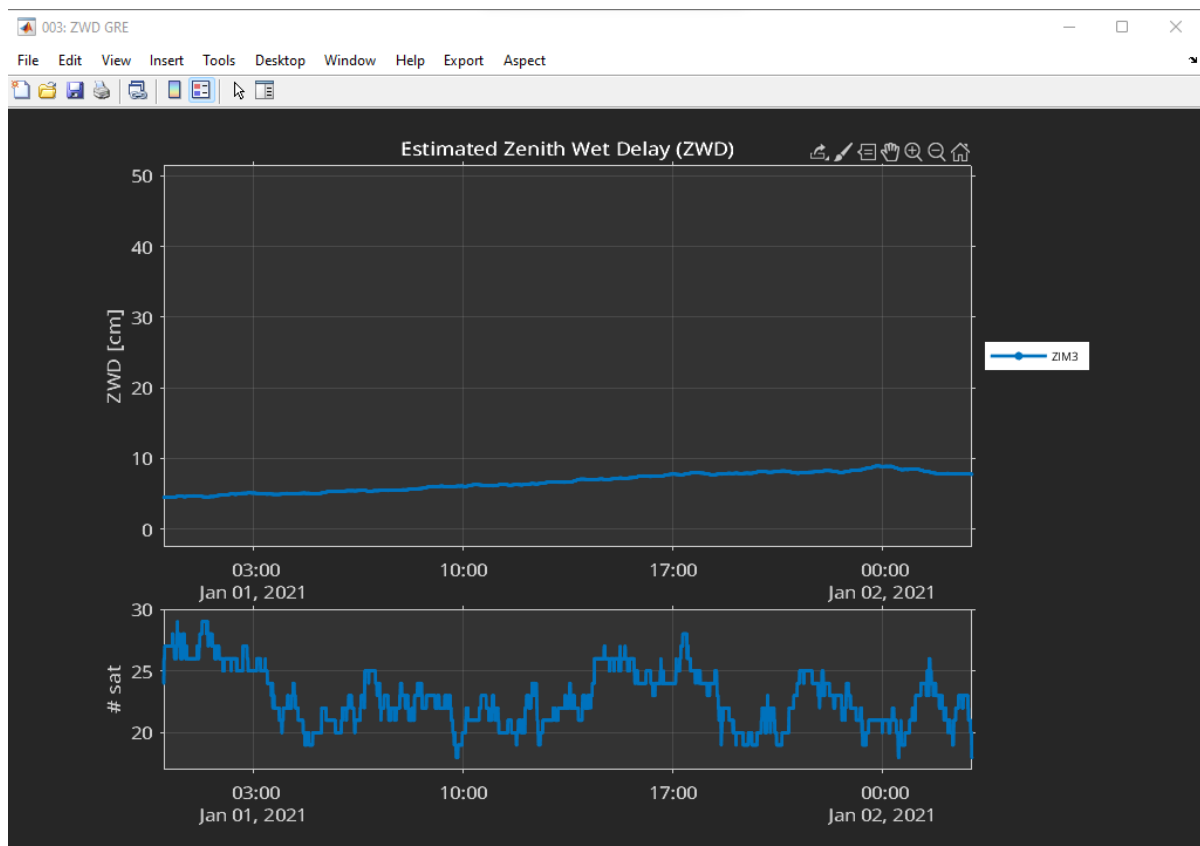 003: ZWD GRE
File Edit View Insert Tools Desktop Window Help Export Aspect
Estimated Zenith Wet Delay (ZWD)
50
40
30
20
10
0
ZWD [cm]
ZIM3
03:00 10:00 17:00 00:00
Jan 01, 2021 Jan 02, 2021
30
25
20
# sat
03:00 10:00 17:00 00:00
Jan 01, 2021 Jan 02, 2021